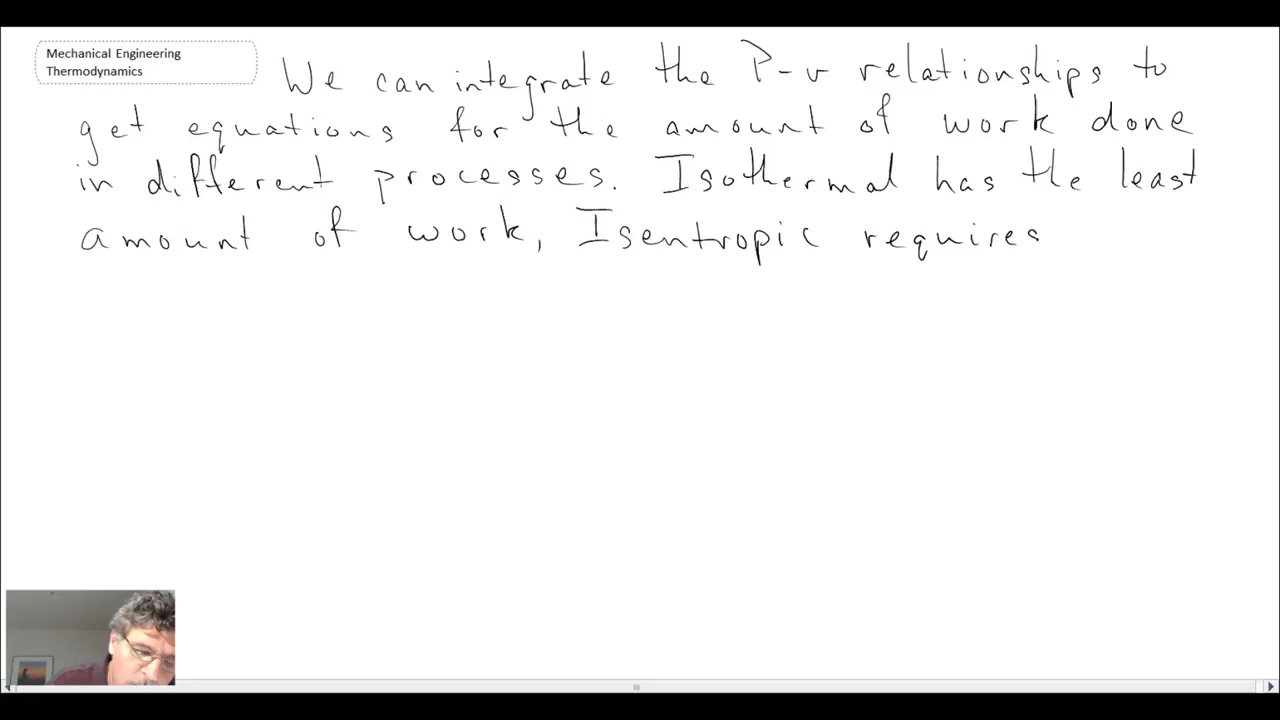 Mechanical Engineering
Thermodynamics
We can integrate the P-v relationships to
get equations for the amount of work done
in different processes. Isothermal has the least
amount of work, Isentropic requires